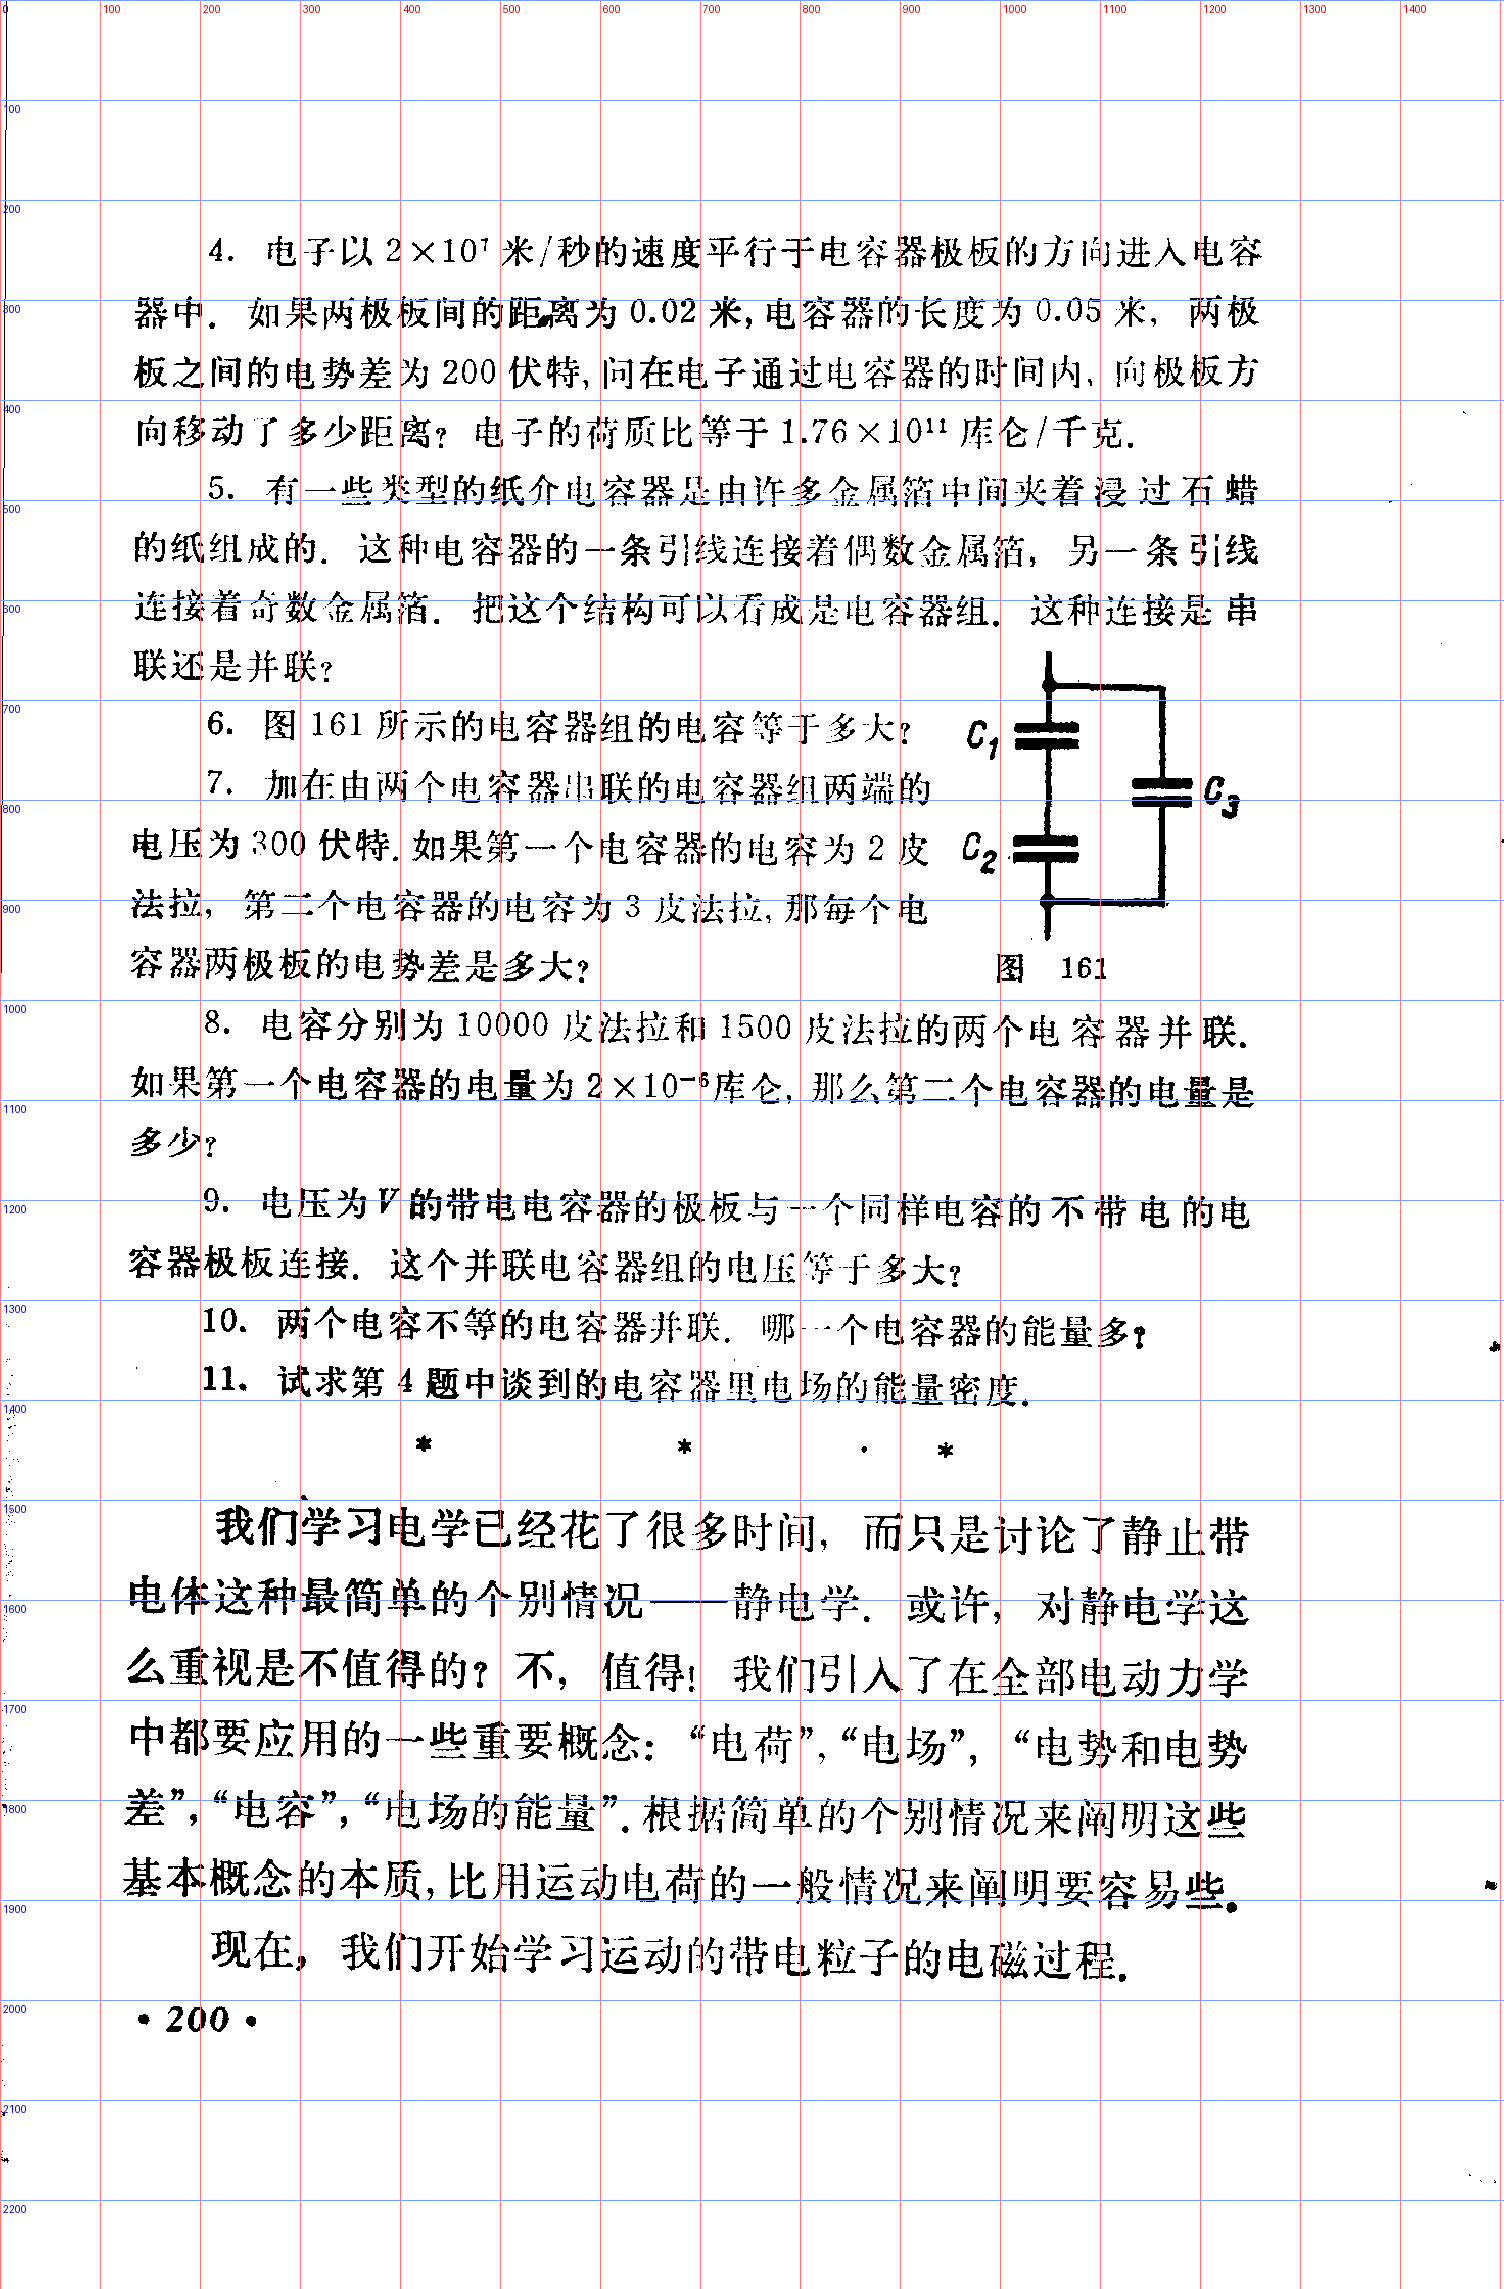 4. 电子以 2×10⁷ 米/秒的速度平行于电容器极板的方向进入电容
器中. 如果两极板间的距离为 0.02 米, 电容器的长度为 0.05 米, 两极
板之间的电势差为 200 伏特, 问在电子通过电容器的时间内, 向极板方
向移动了多少距离? 电子的荷质比等于 1.76×10¹¹ 库仑/千克.
5. 有一些类型的纸介电容器是由许多金属箔中间夹着浸过石蜡
的纸组成的. 这种电容器的一条引线连接着偶数金属箔, 另一条引线
连接着奇数金属箔. 把这个结构可以看成是电容器组. 这种连接是串
联还是并联?
6. 图 161 所示的电容器组的电容等于多大?
7. 加在由两个电容器串联的电容器组两端的
电压为 300 伏特. 如果第一个电容器的电容为 2 皮
法拉, 第二个电容器的电容为 3 皮法拉, 那每个电
容器两极板的电势差是多大?
C₁
C₃
C₂
图 161
8. 电容分别为 10000 皮法拉和 1500 皮法拉的两个电容器并联.
如果第一个电容器的电量为 2×10⁻⁶库仑, 那么第二个电容器的电量是
多少?
9. 电压为V的带电电容器的极板与一个同样电容的不带电的电
容器极板连接. 这个并联电容器组的电压等于多大?
10. 两个电容不等的电容器并联. 哪一个电容器的能量多?
11. 试求第 4 题中谈到的电容器里电场的能量密度.
* * *
我们学习电学已经花了很多时间, 而只是讨论了静止带
电体这种最简单的个别情况——静电学. 或许, 对静电学这
么重视是不值得的? 不, 值得! 我们引入了在全部电动力学
中都要应用的一些重要概念: “电荷”, “电场”, “电势和电势
差”, “电容”, “电场的能量”. 根据简单的个别情况来阐明这些
基本概念的本质, 比用运动电荷的一般情况来阐明要容易些.
现在, 我们开始学习运动的带电粒子的电磁过程.
• 200 •